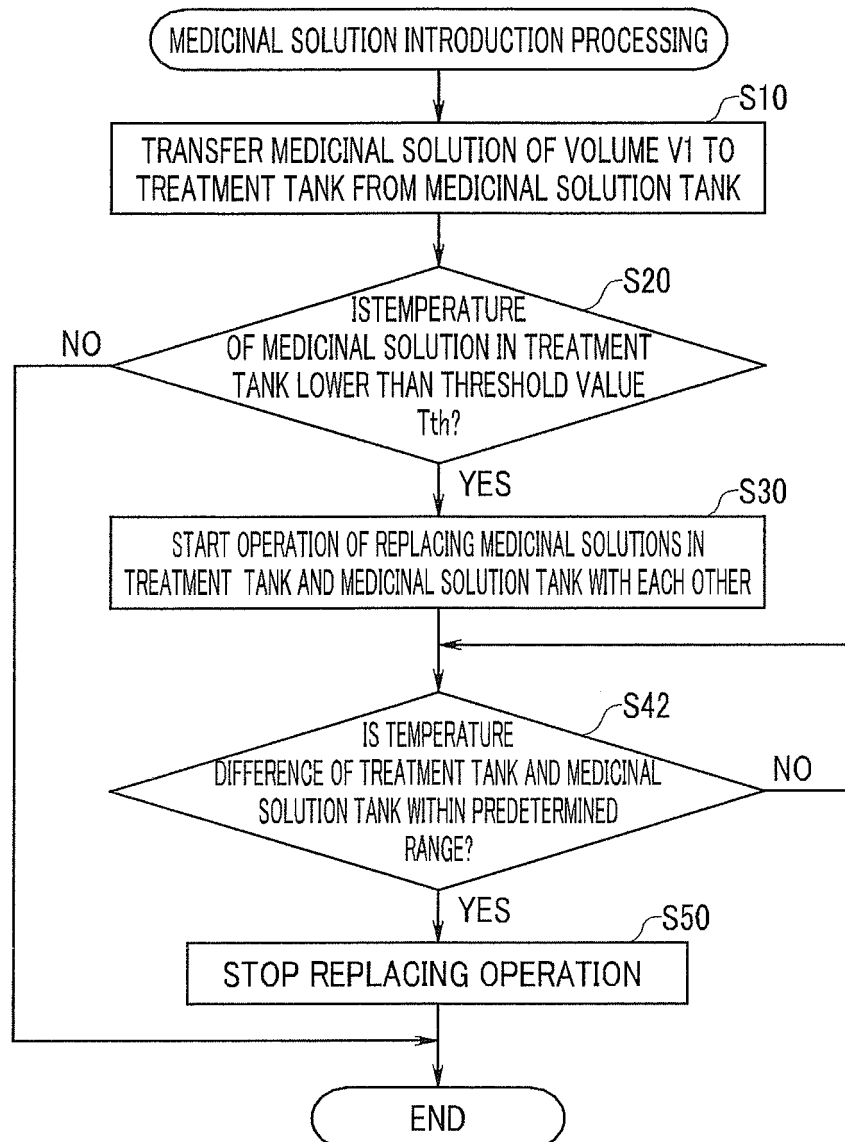 MEDICINAL SOLUTION INTRODUCTION PROCESSING
S10
TRANSFER MEDICINAL SOLUTION OF VOLUME V1 TO
TREATMENT TANK FROM MEDICINAL SOLUTION TANK
S20
ISTEMPERATURE
OF MEDICINAL SOLUTION IN TREATMENT
TANK LOWER THAN THRESHOLD VALUE
Tth?
NO
YES
S30
START OPERATION OF REPLACING MEDICINAL SOLUTIONS IN
TREATMENT TANK AND MEDICINAL SOLUTION TANK WITH EACH OTHER
S42
IS TEMPERATURE
DIFFERENCE OF TREATMENT TANK AND MEDICINAL
SOLUTION TANK WITHIN PREDETERMINED
RANGE?
NO
YES
S50
STOP REPLACING OPERATION
END